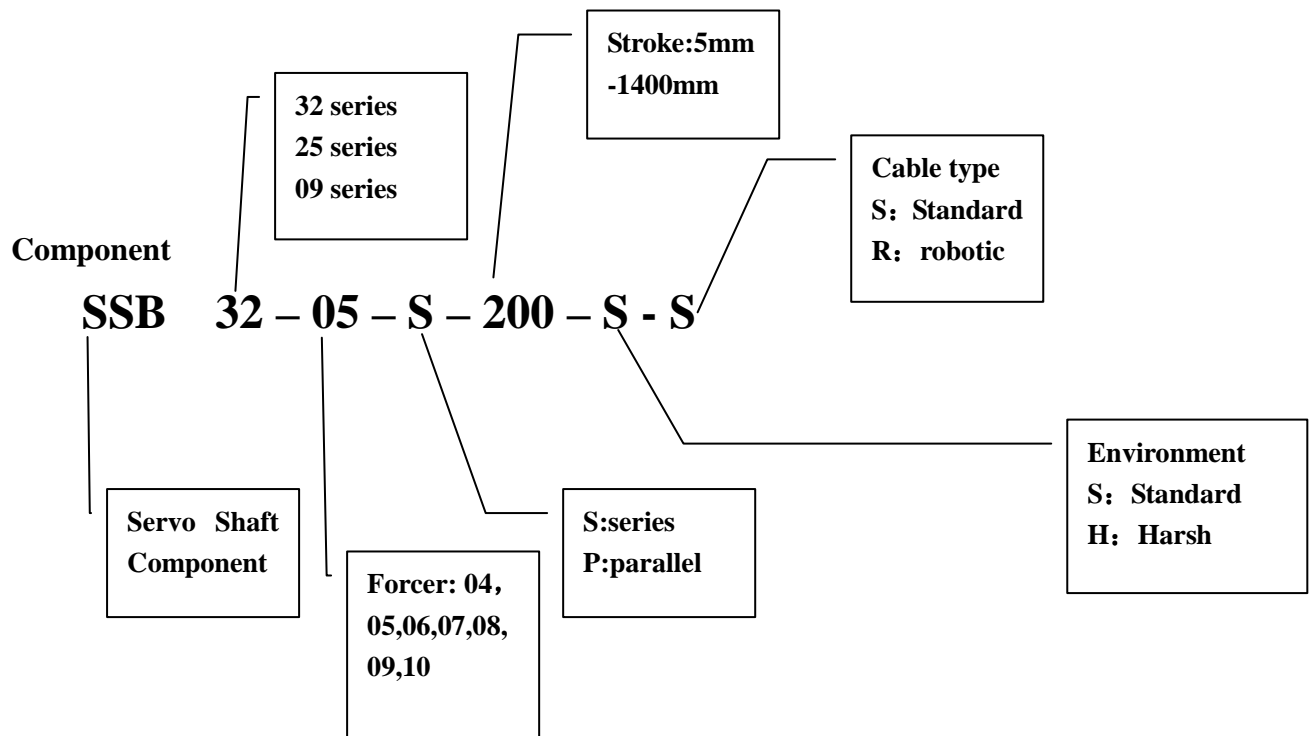 Stroke:5mm
-1400mm
32 series
25 series
09 series
Cable type
S：Standard
R：robotic
Component
SSB 32 – 05 – S – 200 – S - S
Environment
S：Standard
H：Harsh
Servo Shaft
Component
S:series
P:parallel
Forcer: 04，
05,06,07,08,
09,10